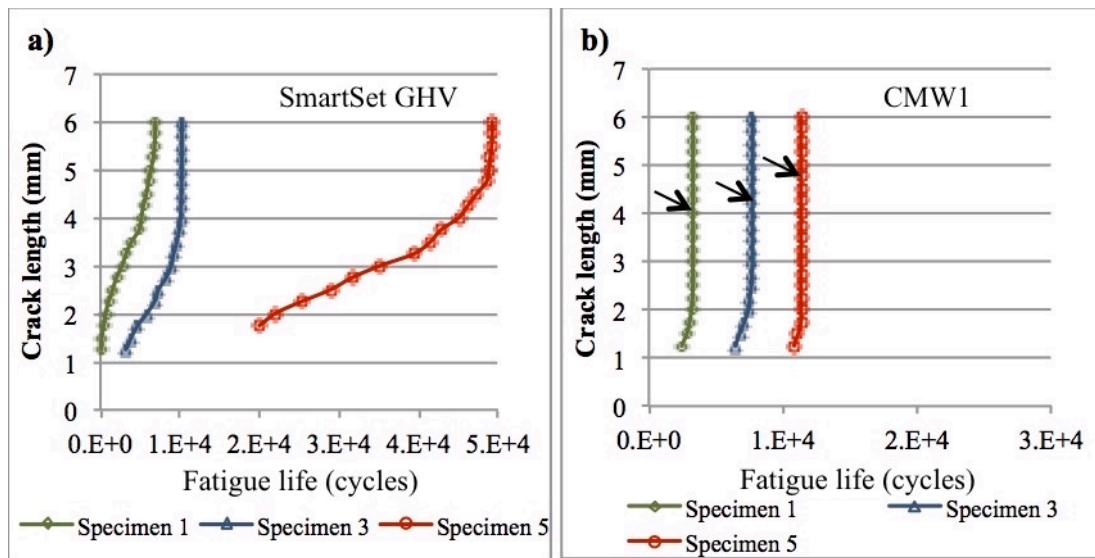 a)
SmartSet GHV
7
6
5
4
3
2
1
0
Crack length (mm)
0.E+0 1.E+4 2.E+4 3.E+4 4.E+4 5.E+4
Fatigue life (cycles)
Specimen 1 Specimen 3 Specimen 5
b)
CMW1
7
6
5
4
3
2
1
0
Crack length (mm)
0.E+0 1.E+4 2.E+4 3.E+4
Fatigue life (cycles)
Specimen 1 Specimen 3
Specimen 5